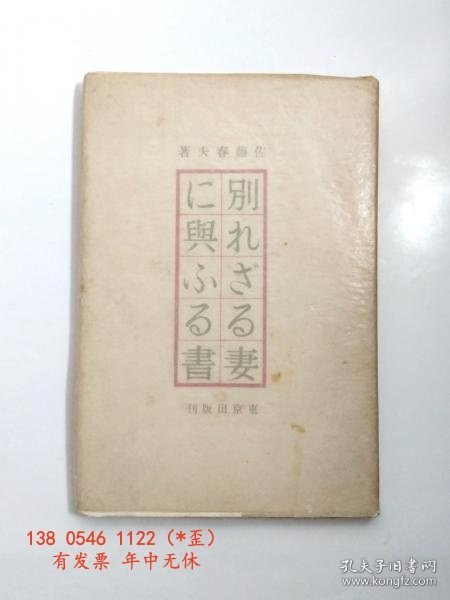 佐藤春夫著
別れざる妻
に與ふる書
東京出版刊
138 0546 1122 (*歪)
有发票 年中无休
孔夫子旧书网
www.kongfz.com